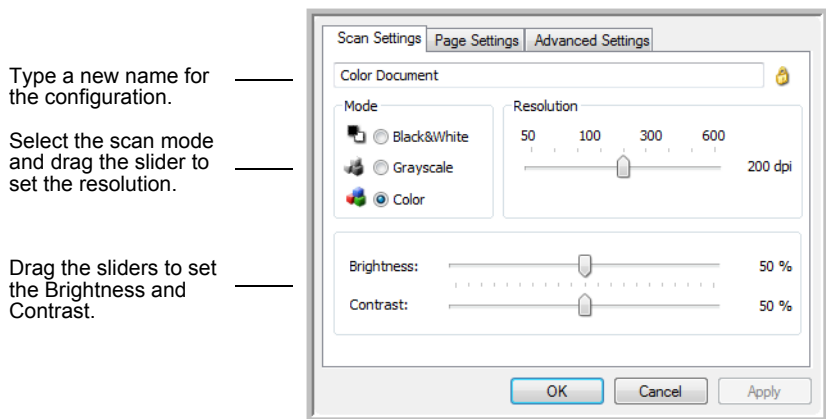 Scan Settings Page Settings Advanced Settings
Type a new name for
the configuration.
Color Document
Mode
Resolution
Select the scan mode
and drag the slider to
set the resolution.
Black&White
Grayscale
Color
50 100 300 600
200 dpi
Drag the sliders to set
the Brightness and
Contrast.
Brightness: 50 %
Contrast: 50 %
OK Cancel Apply